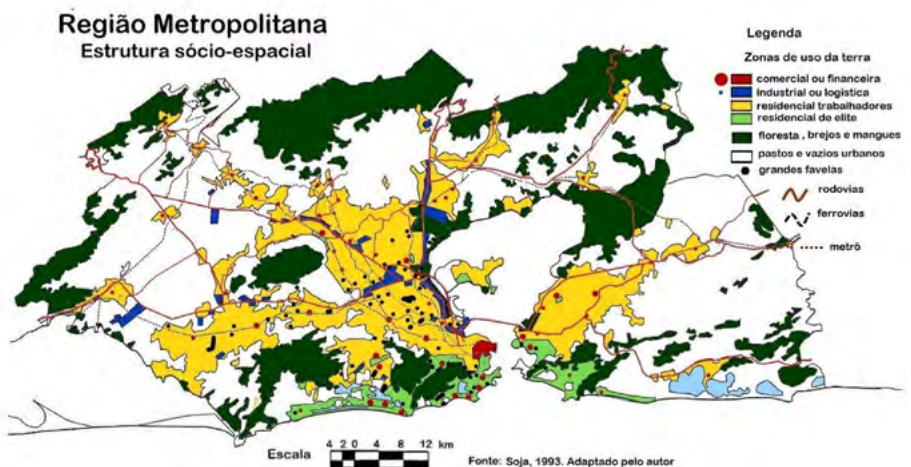 Região Metropolitana
Estrutura sócio-espacial
Legenda
Zonas de uso da terra
comercial ou financeira
industrial ou logística
residencial trabalhadores
residencial de elite
floresta , brejos e mangues
pastos e vazios urbanos
grandes favelas
rodovias
ferrovias
metrô
Escala 4 2 0 4 8 12 km
Fonte: Soja, 1993. Adaptado pelo autor